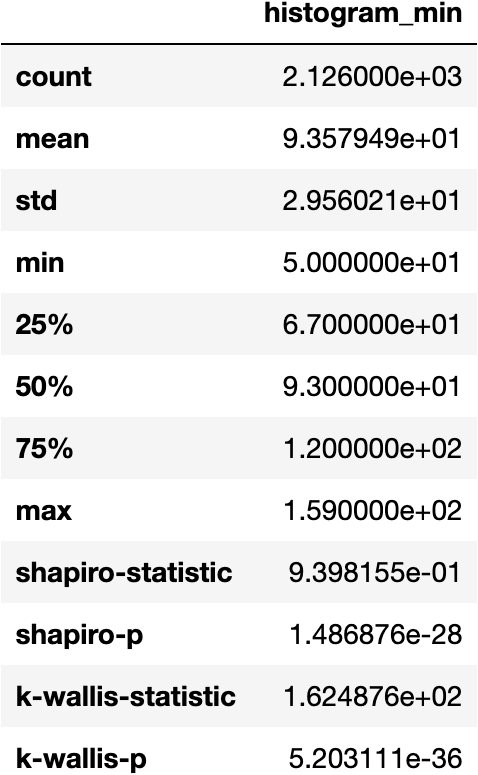 histogram_min
count 2.126000e+03
mean 9.357949e+01
std 2.956021e+01
min 5.000000e+01
25% 6.700000e+01
50% 9.300000e+01
75% 1.200000e+02
max 1.590000e+02
shapiro-statistic 9.398155e-01
shapiro-p 1.486876e-28
k-wallis-statistic 1.624876e+02
k-wallis-p 5.203111e-36